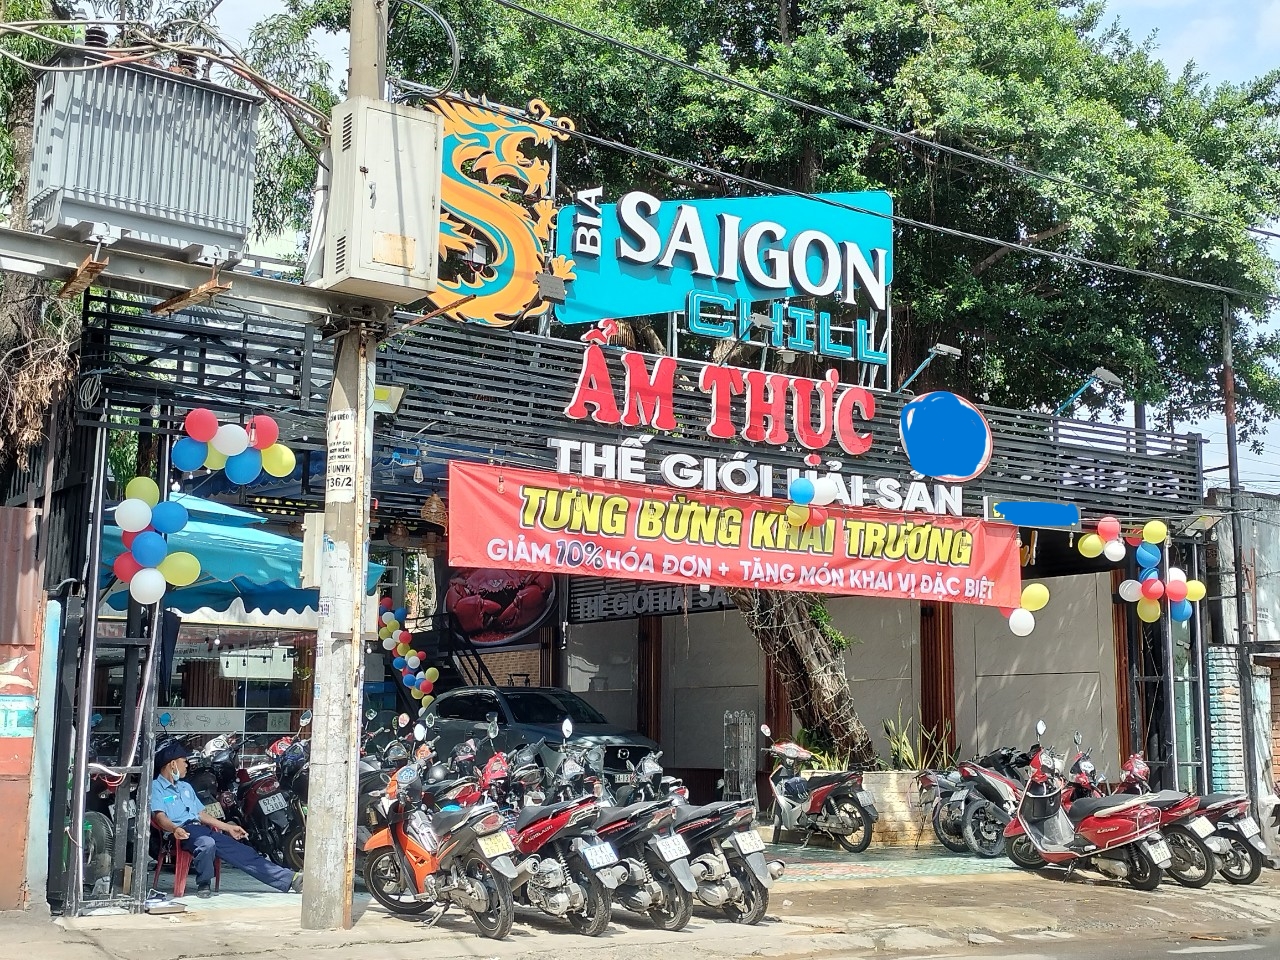 BIA
SAIGON
CHILL
ẨM THỰC
THẾ GIỚI HẢI SẢN
TƯNG BỪNG KHAI TRƯƠNG
GIẢM 10% HÓA ĐƠN + TẶNG MÓN KHAI VỊ ĐẶC BIỆT
THẾ GIỚI HẢI SẢ